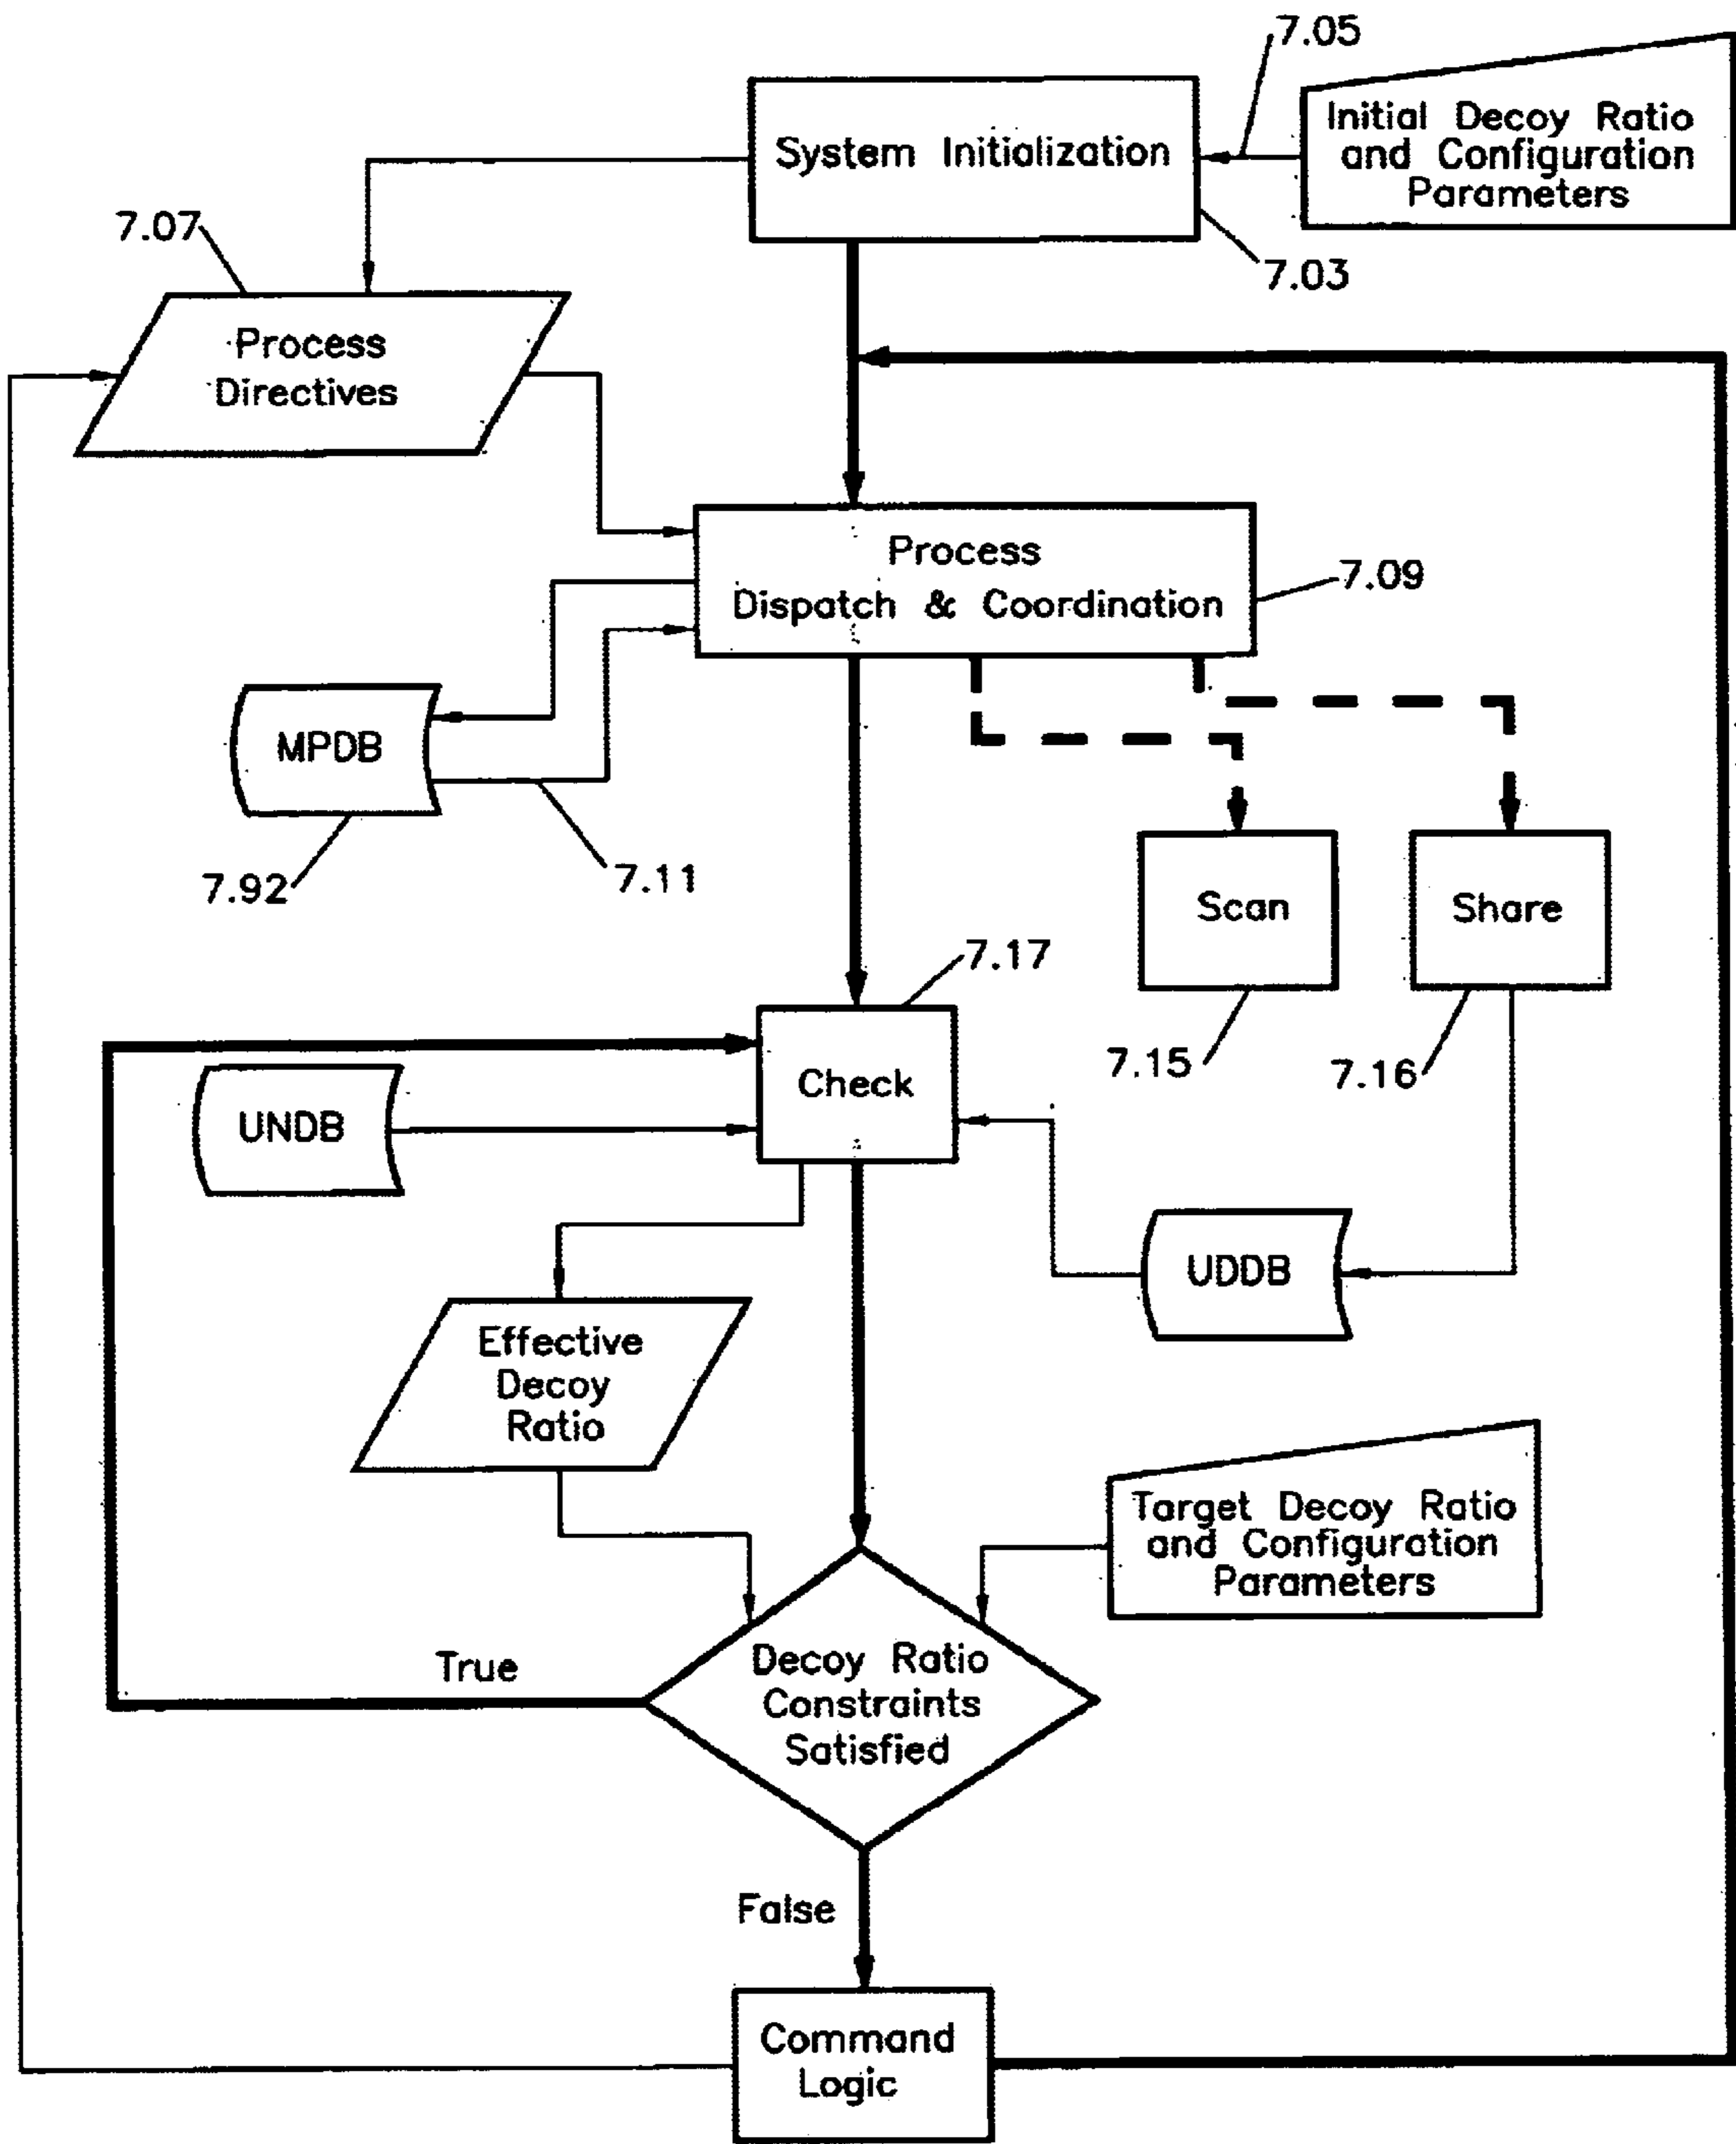 7.05
Initial Decoy Ratio
and Configuration
Parameters
System Initialization
7.03
7.07
Process
Directives
Process
Dispatch & Coordination
7.09
MPDB
7.92
7.11
Scan
Share
7.15
7.16
7.17
Check
UNDB
UDDB
Effective
Decoy
Ratio
Target Decoy Ratio
and Configuration
Parameters
True
Decoy Ratio
Constraints
Satisfied
False
Command
Logic